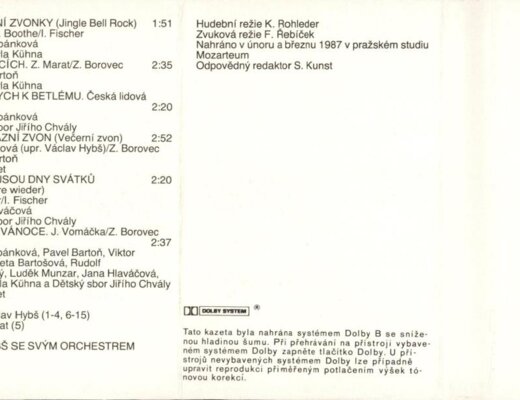 NÍ ZVONKY (Jingle Bell Rock) 1:51
Boothe/I. Fischer
pánková
la Kühna
CÍCH. Z. Marat/Z. Borovec 2:35
rtoň
la Kühna
YCH K BETLÉMU. Česká lidová
2:20
pánková
bor Jiřího Chvály
AZNÍ ZVON (Večerní zvon) 2:52
ová (upr. Václav Hybš)/Z. Borovec
artoň
et
JSOU DNY SVÁTKŮ 2:20
re wieder)
r/I. Fischer
aváčová
bor Jiřího Chvály
VÁNOCE. J. Vomáčka/Z. Borovec
2:37
pánková, Pavel Bartoň, Viktor
eta Bartošová, Rudolf
ý, Luděk Munzar, Jana Hlaváčová,
la Kühna a Dětský sbor Jiřího Chvály
et
av Hybš (1-4, 6-15)
at (5)
BŠ SE SVÝM ORCHESTREM
Hudební režie K. Rohleder
Zvuková režie F. Řebíček
Nahráno v únoru a březnu 1987 v pražském studiu
Mozarteum
Odpovědný redaktor S. Kunst
DOLBY SYSTEM ®
Tato kazeta byla nahrána systémem Dolby B se sníže-
nou hladinou šumu. Při přehrávání na přístroji vybave-
ném systémem Dolby zapněte tlačítko Dolby. U pří-
strojů nevybavených systémem Dolby lze případně
upravit reprodukci přiměřeným potlačením výšek tó-
novou korekcí.